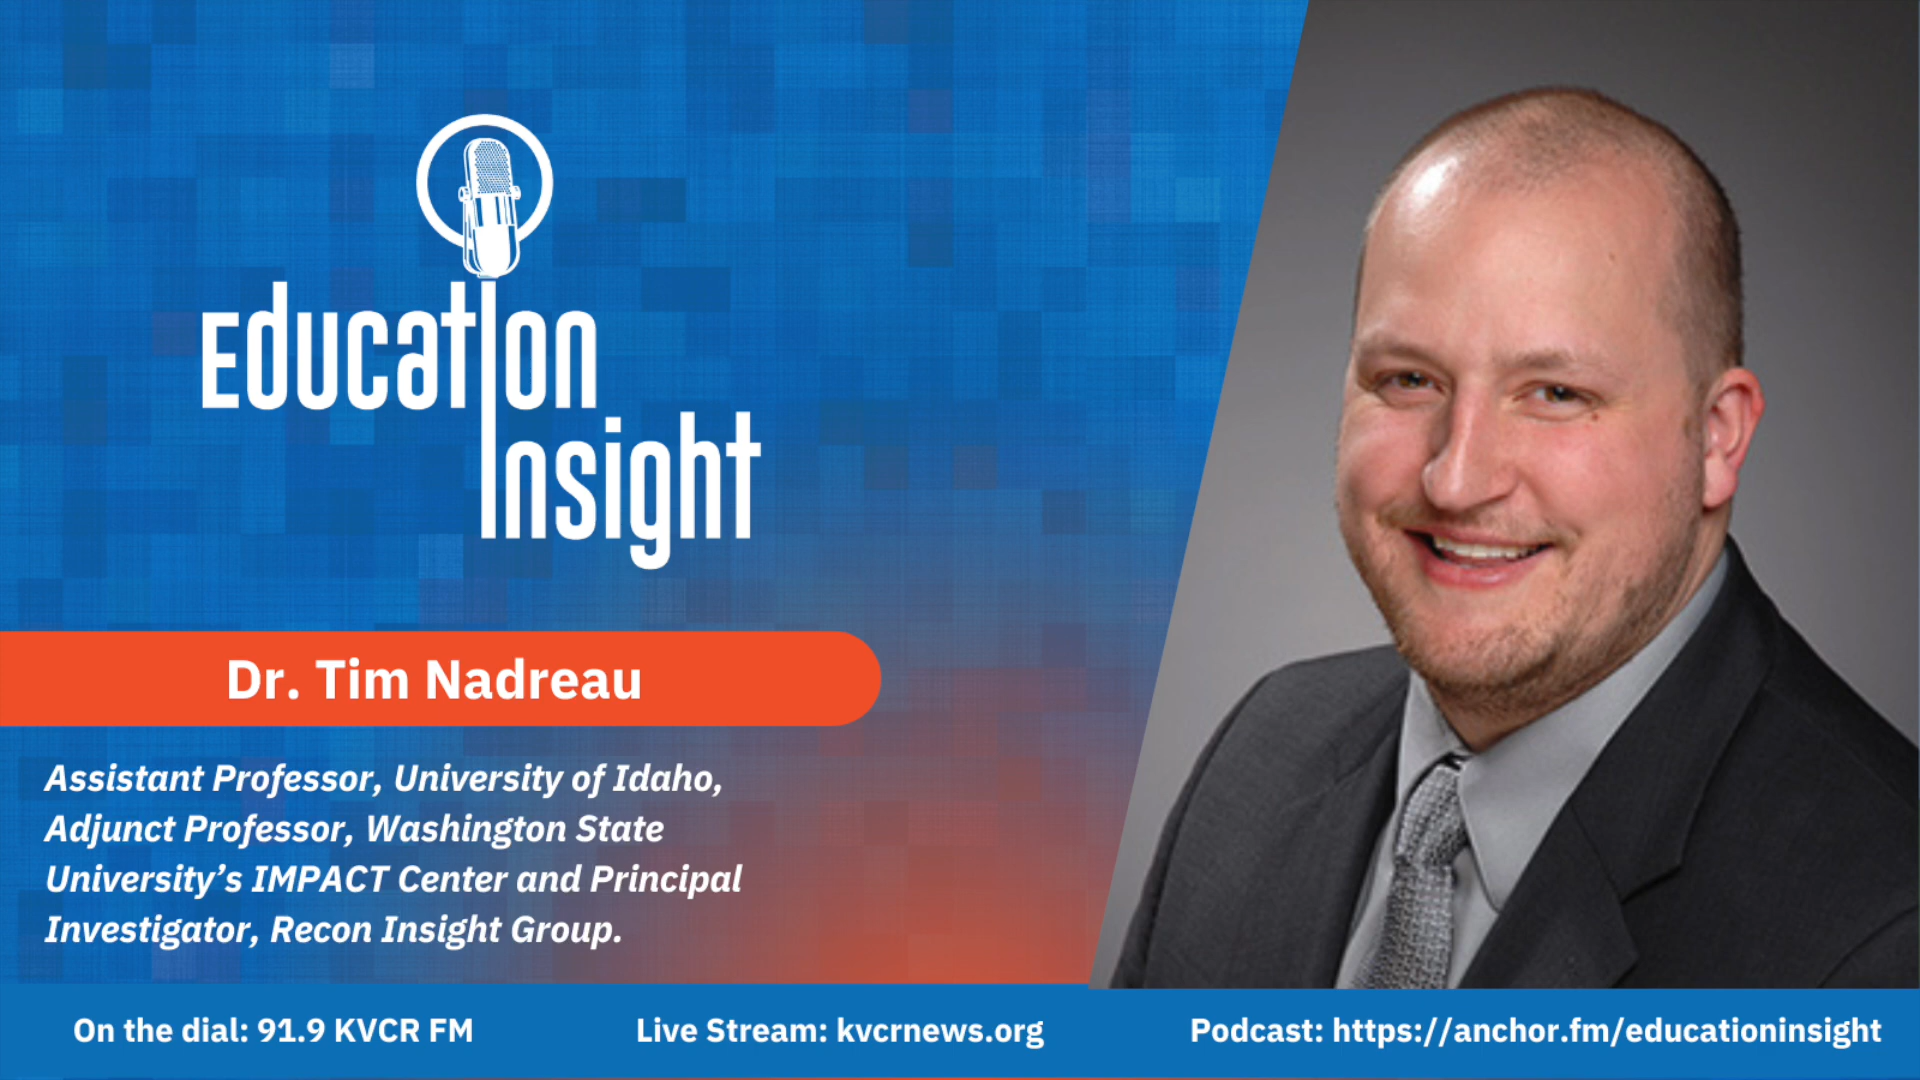 Education
Insight
Dr. Tim Nadreau
Assistant Professor, University of Idaho,
Adjunct Professor, Washington State
University’s IMPACT Center and Principal
Investigator, Recon Insight Group.
On the dial: 91.9 KVCR FM
Live Stream: kvcrnews.org
Podcast: https://anchor.fm/educationinsight